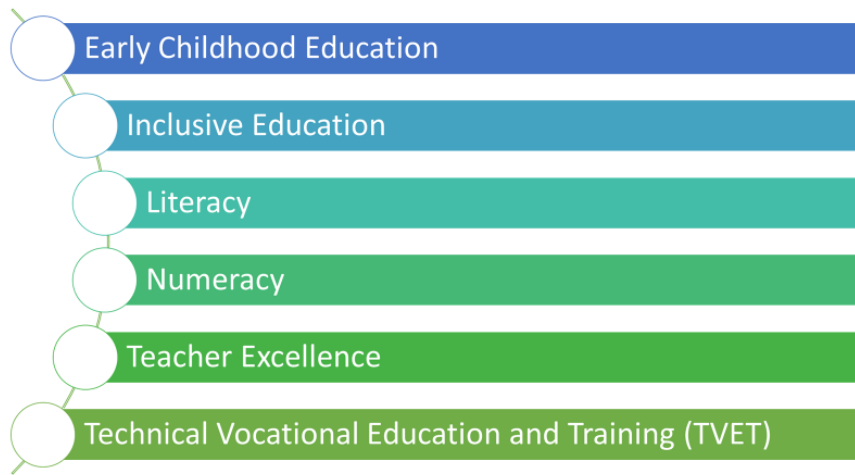 Early Childhood Education
Inclusive Education
Literacy
Numeracy
Teacher Excellence
Technical Vocational Education and Training (TVET)